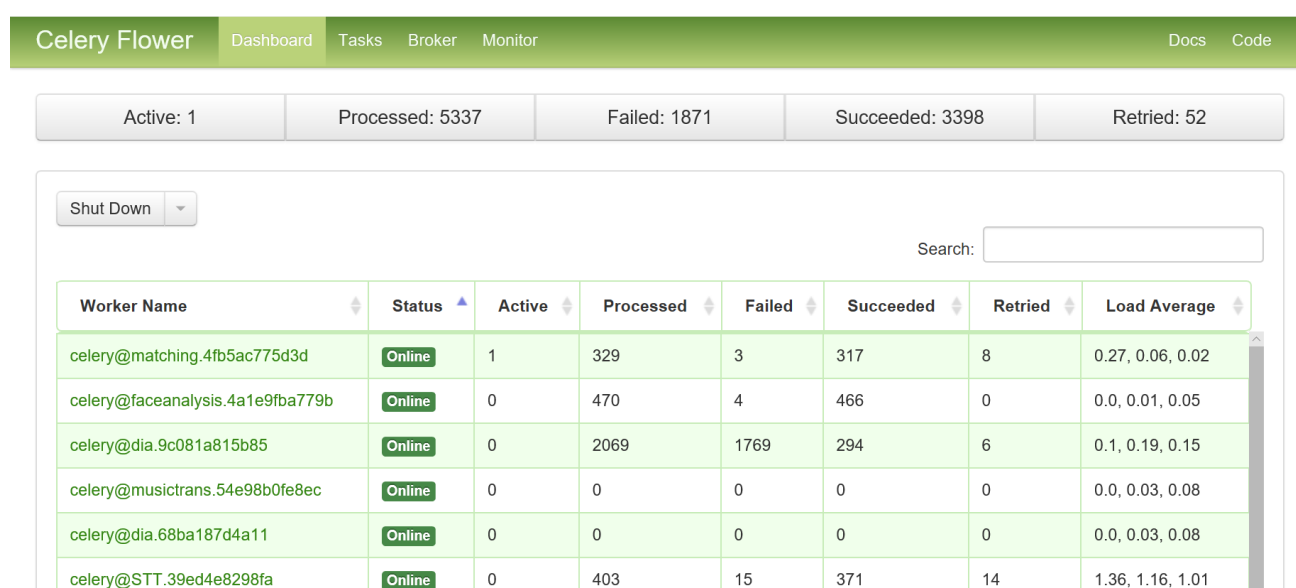 Celery Flower Dashboard Tasks Broker Monitor Docs Code
Active: 1 Processed: 5337 Failed: 1871 Succeeded: 3398 Retried: 52
Shut Down
Search:
Worker Name Status Active Processed Failed Succeeded Retried Load Average
celery@matching.4fb5ac775d3d Online 1 329 3 317 8 0.27, 0.06, 0.02
celery@faceanalysis.4a1e9fba779b Online 0 470 4 466 0 0.0, 0.01, 0.05
celery@dia.9c081a815b85 Online 0 2069 1769 294 6 0.1, 0.19, 0.15
celery@musictrans.54e98b0fe8ec Online 0 0 0 0 0 0.0, 0.03, 0.08
celery@dia.68ba187d4a11 Online 0 0 0 0 0 0.0, 0.03, 0.08
celery@STT.39ed4e8298fa Online 0 403 15 371 14 1.36, 1.16, 1.01